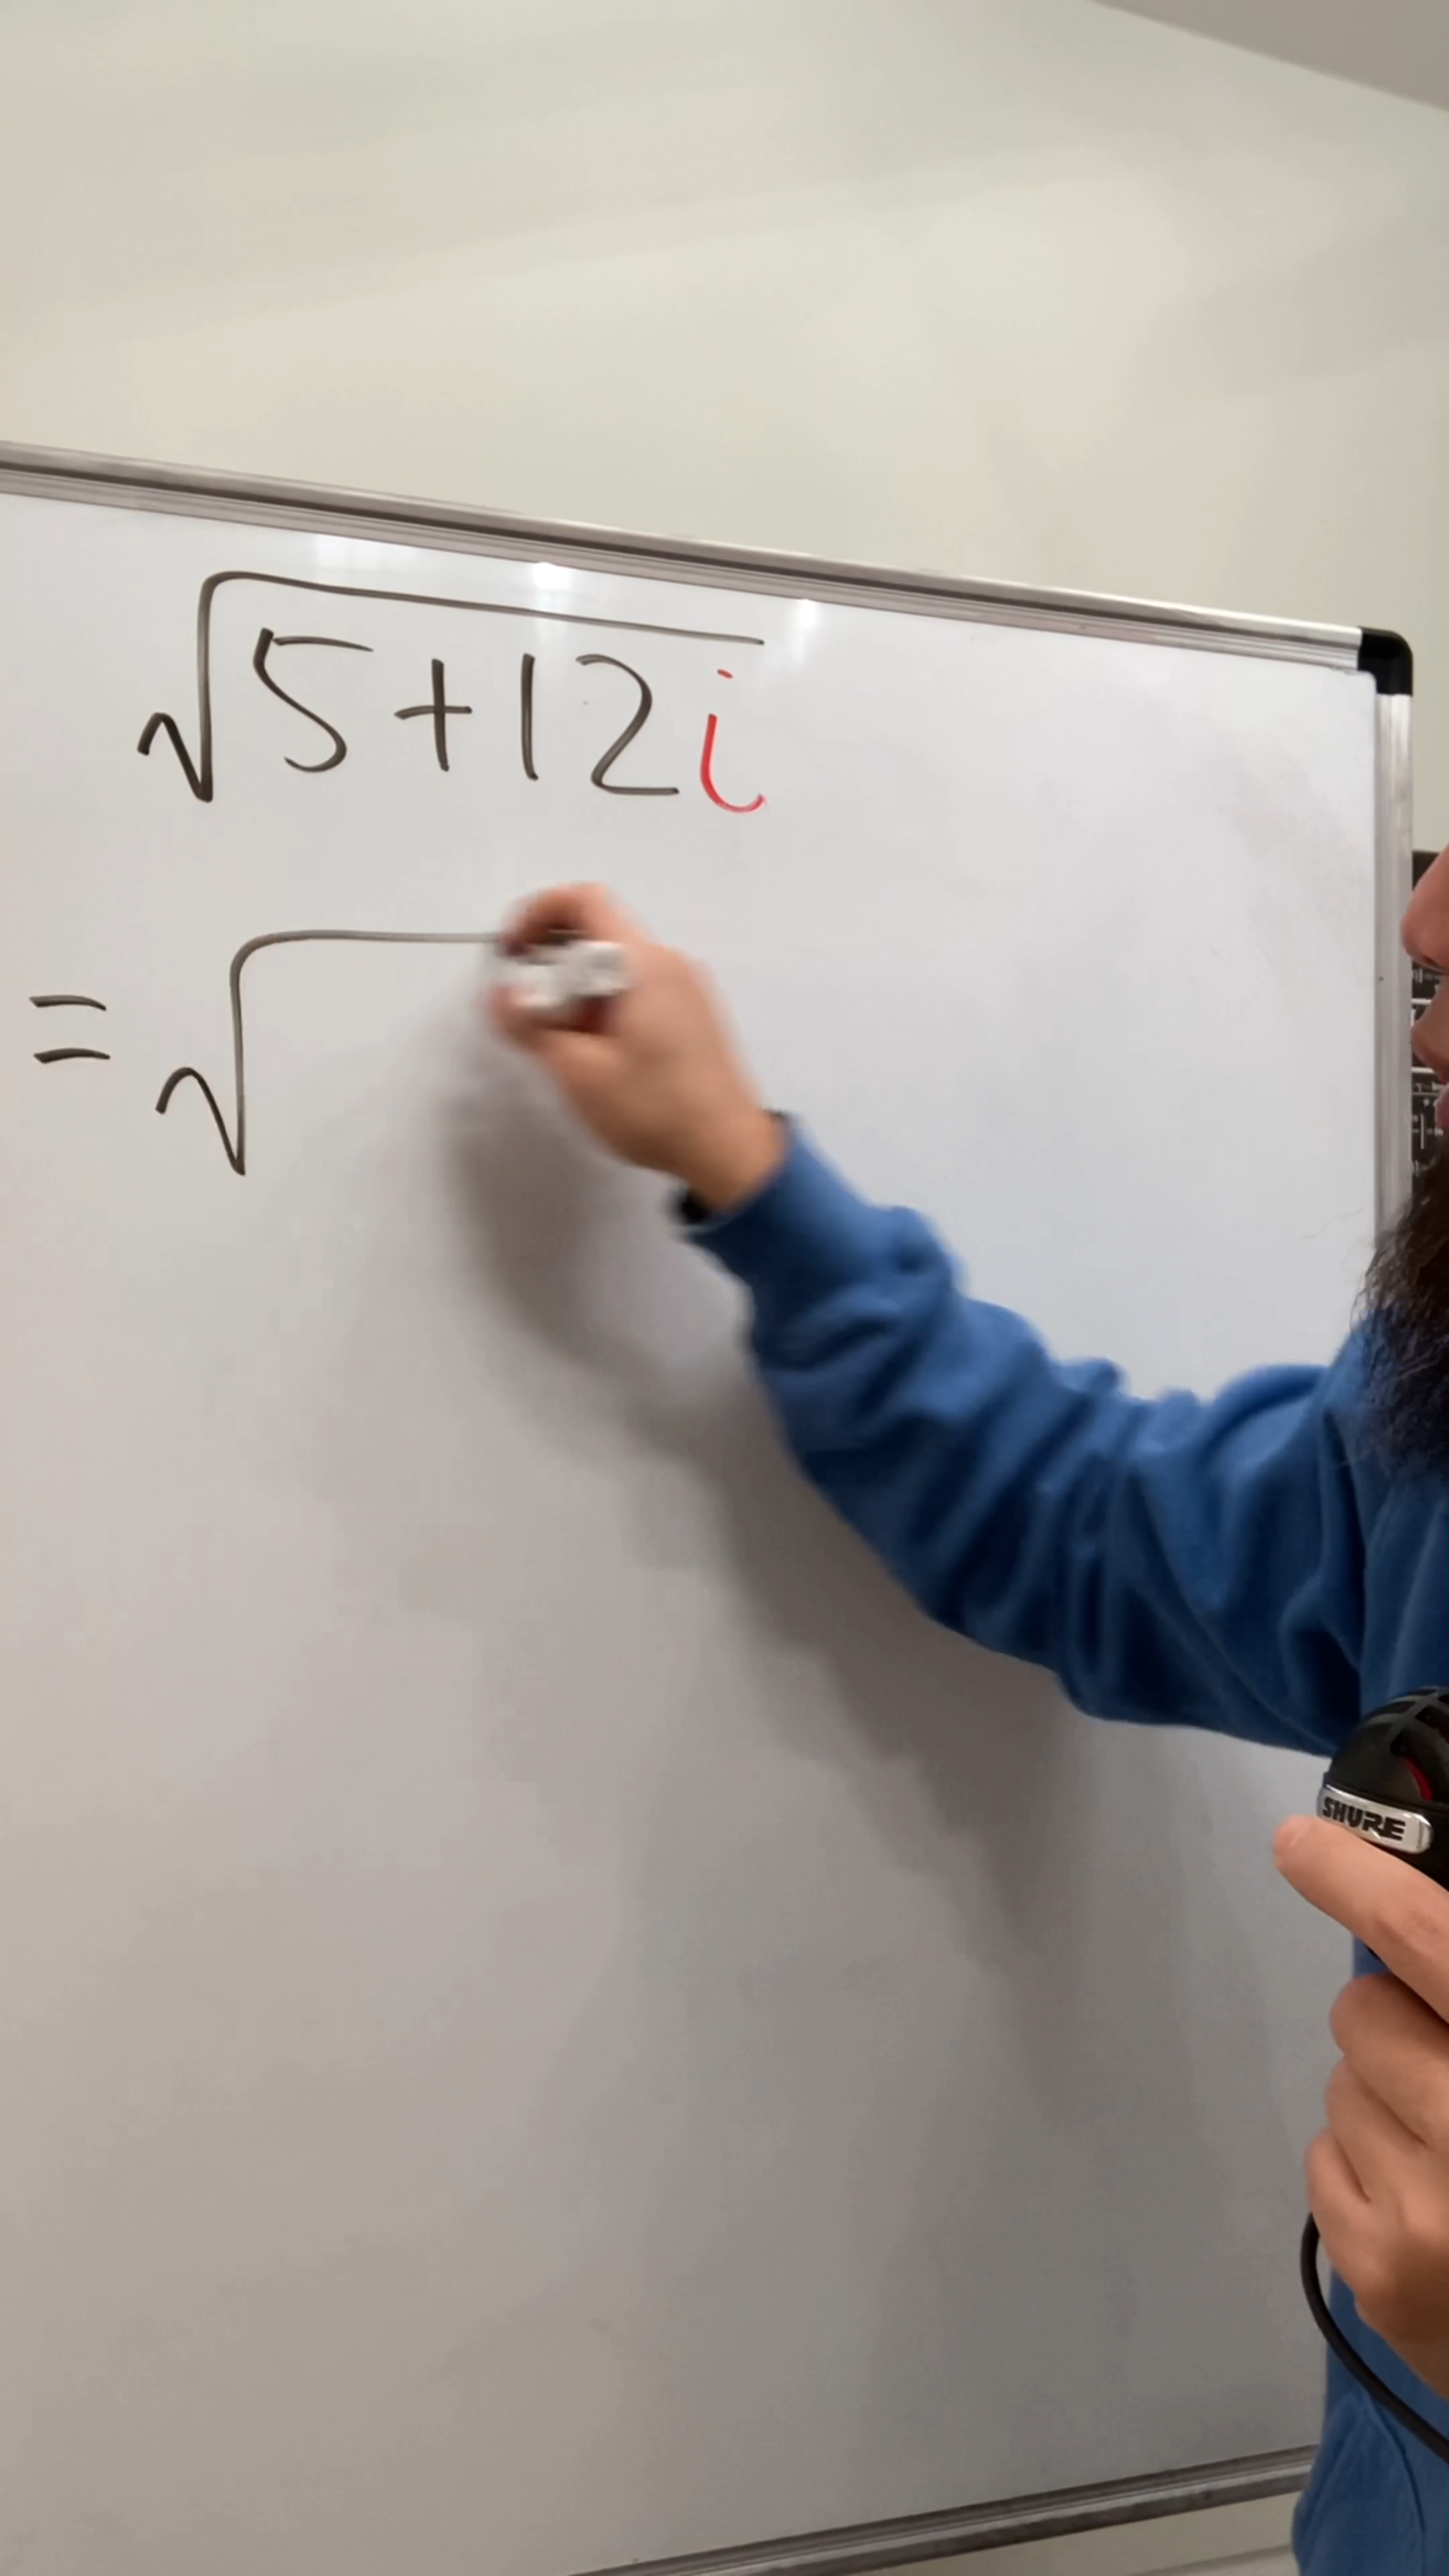 √5+12i
= √
SHURE